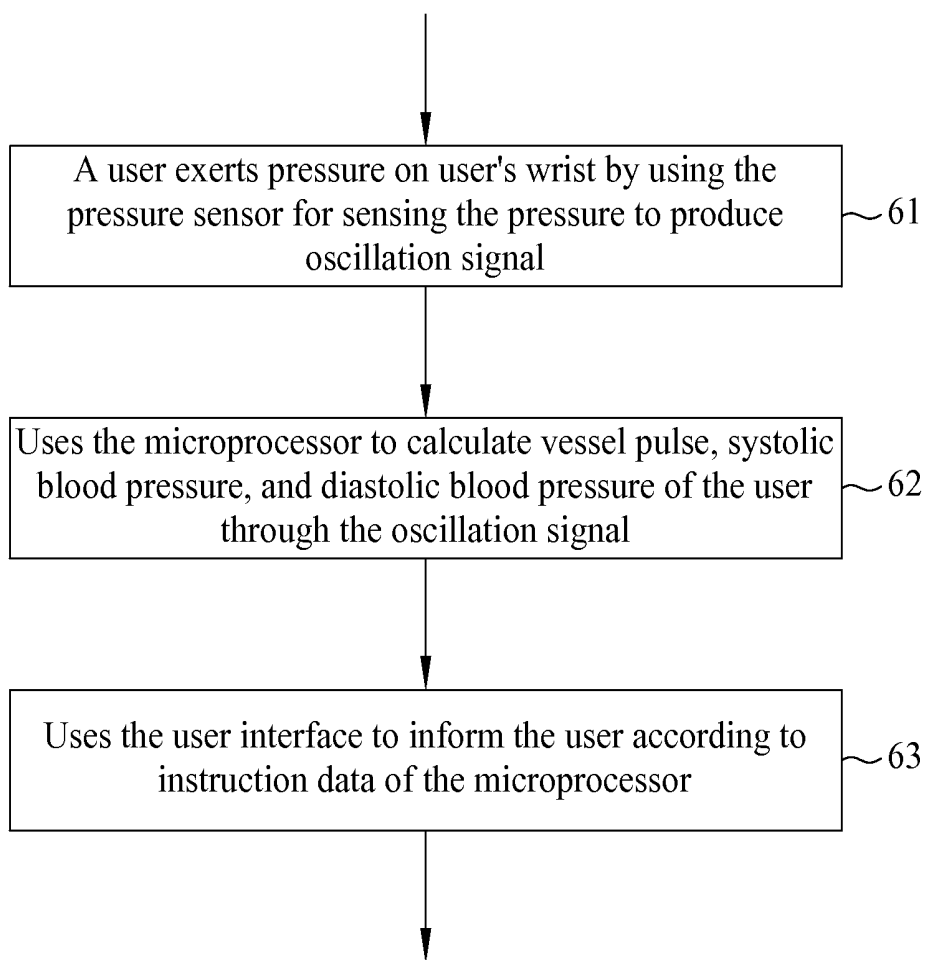 A user exerts pressure on user's wrist by using the
pressure sensor for sensing the pressure to produce
oscillation signal
61
Uses the microprocessor to calculate vessel pulse, systolic
blood pressure, and diastolic blood pressure of the user
through the oscillation signal
62
Uses the user interface to inform the user according to
instruction data of the microprocessor
63